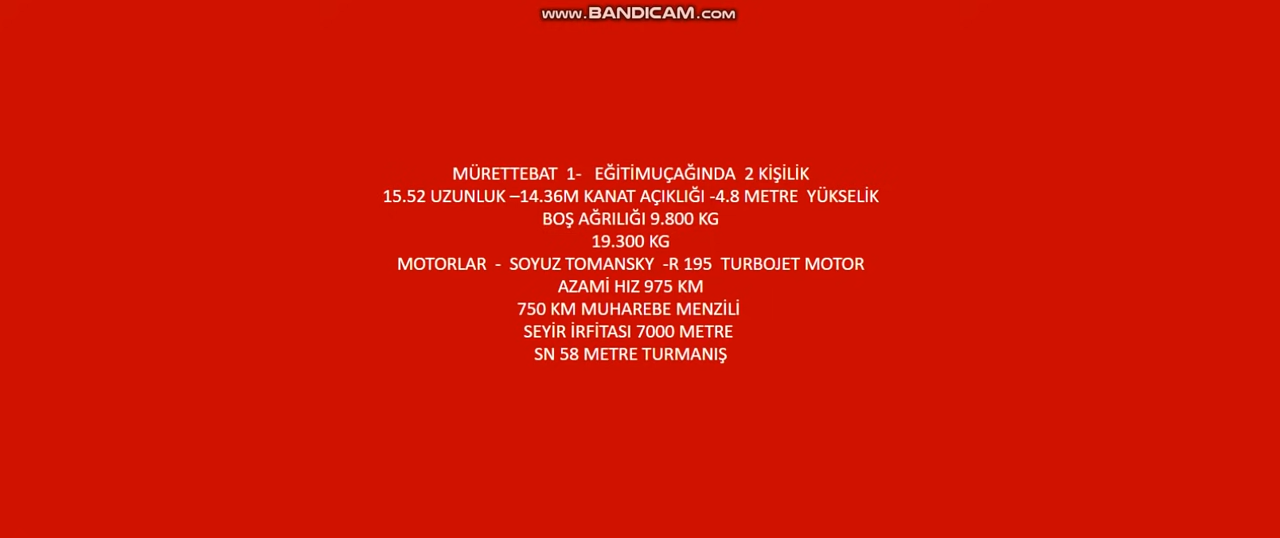 www.BANDICAM.com
MÜRETTEBAT 1- EĞİTİMUÇAĞINDA 2 KİŞİLİK
15.52 UZUNLUK –14.36M KANAT AÇIKLIĞI -4.8 METRE YÜKSELİK
BOŞ AĞRILIĞI 9.800 KG
19.300 KG
MOTORLAR - SOYUZ TOMANSKY -R 195 TURBOJET MOTOR
AZAMİ HIZ 975 KM
750 KM MUHAREBE MENZİLİ
SEYİR İRFİTASI 7000 METRE
SN 58 METRE TURMANIŞ